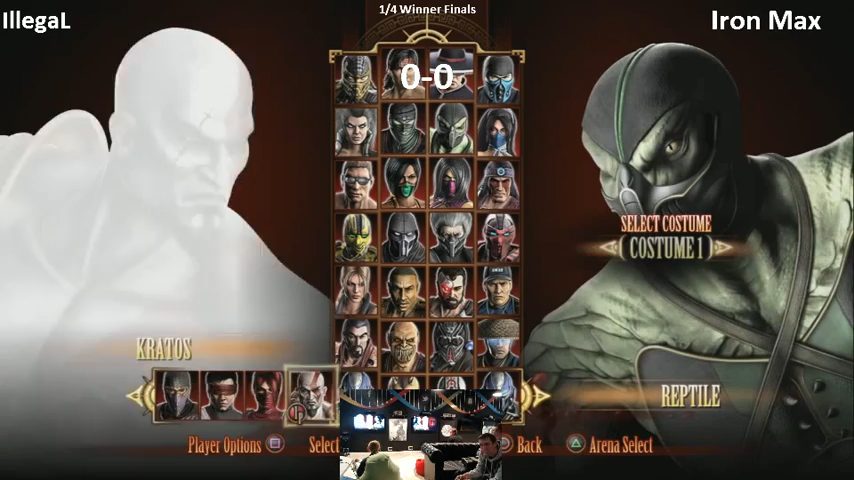 1/4 Winner Finals
IllegaL
Iron Max
0-0
SELECT COSTUME
COSTUME 1
KRATOS
REPTILE
Player Options
Select
Back
Arena Select